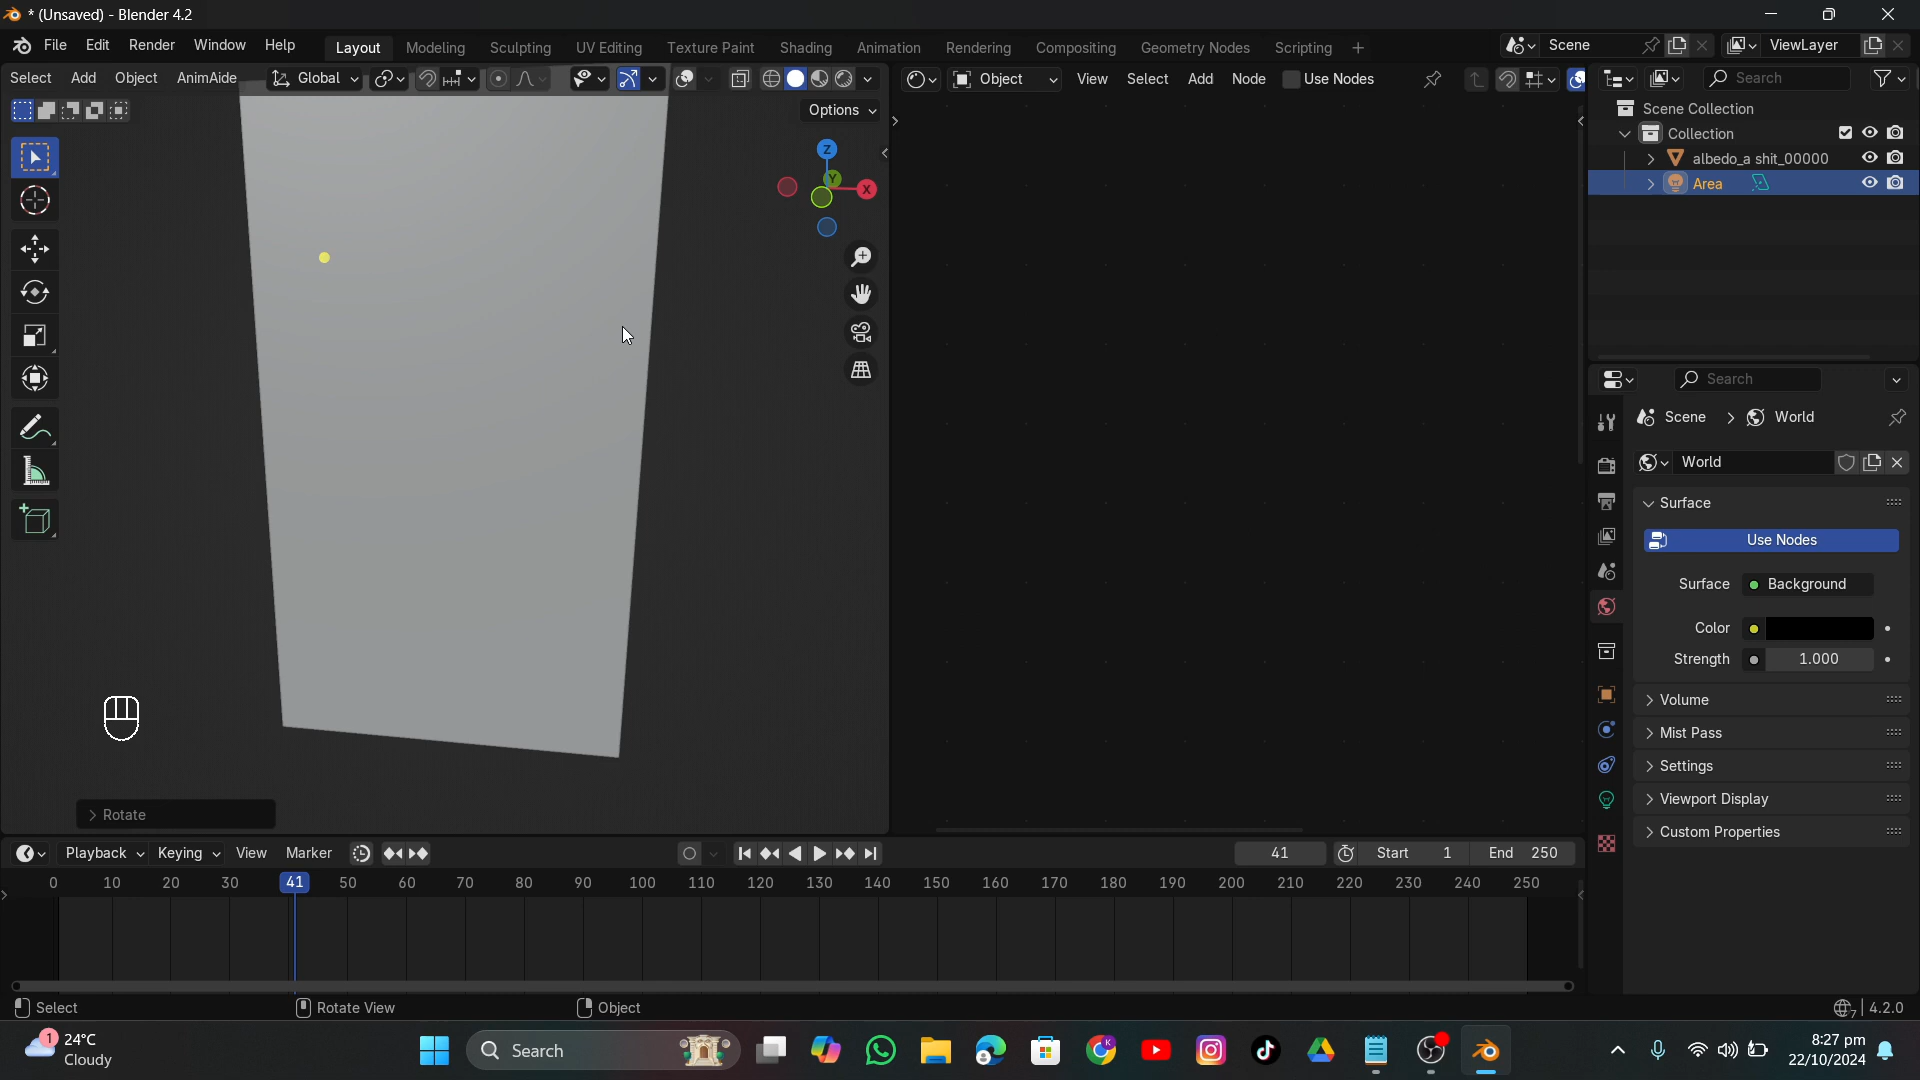 * (Unsaved) - Blender 4.2
File Edit Render Window Help Layout Modeling Sculpting UV Editing Texture Paint Shading Animation Rendering Compositing Geometry Nodes Scripting + Scene ViewLayer
Select Add Object AnimAide Global Object View Select Add Node Use Nodes Search
Options
Scene Collection
Collection
albedo_a shit_00000
Area
Z
Y
X
Search
Scene > World
World
Surface
Use Nodes
Surface Background
Color
Strength 1.000
Volume
Mist Pass
Settings
Viewport Display
Custom Properties
Rotate
Playback Keying View Marker 41 Start 1 End 250
0 10 20 30 41 50 60 70 80 90 100 110 120 130 140 150 160 170 180 190 200 210 220 230 240 250
Select Rotate View Object 7 4.2.0
1 24°C
Cloudy
Search
8:27 pm
22/10/2024